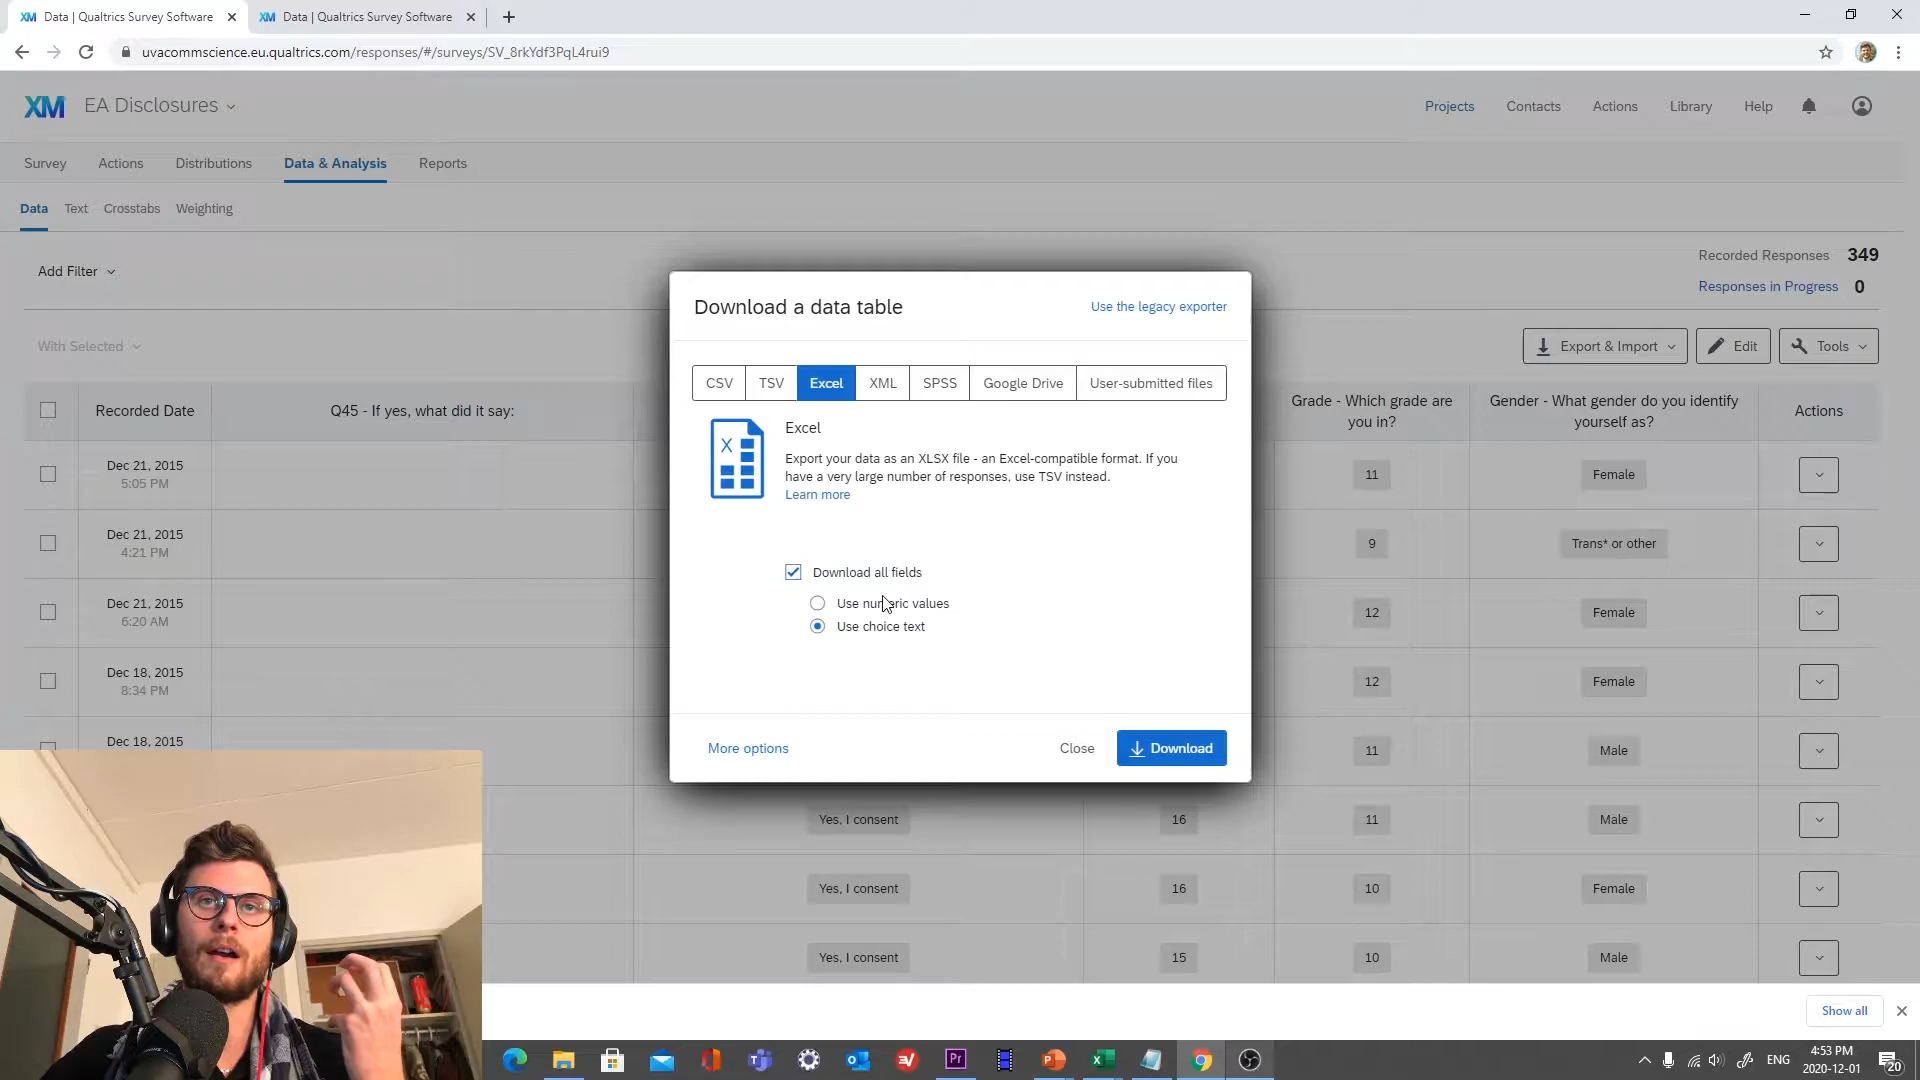 XM Data | Qualtrics Survey Software
XM Data | Qualtrics Survey Software
uvacommscience.eu.qualtrics.com/responses/#/surveys/SV_8rkYdf3PqL4rui9
XM EA Disclosures
Projects Contacts Actions Library Help
Survey Actions Distributions Data & Analysis Reports
Data Text Crosstabs Weighting
Add Filter
Recorded Responses 349
Responses in Progress 0
With Selected
Export & Import Edit Tools
Recorded Date
Q45 - If yes, what did it say:
Grade - Which grade are
you in?
Gender - What gender do you identify
yourself as?
Actions
Dec 21, 2015
5:05 PM
11 Female
Dec 21, 2015
4:21 PM
9 Trans* or other
Dec 21, 2015
6:20 AM
12 Female
Dec 18, 2015
8:34 PM
12 Female
Dec 18, 2015
11 Male
Yes, I consent 16 11 Male
Yes, I consent 16 10 Female
Yes, I consent 15 10 Male
Download a data table
Use the legacy exporter
CSV TSV Excel XML SPSS Google Drive User-submitted files
X
Excel
Export your data as an XLSX file - an Excel-compatible format. If you
have a very large number of responses, use TSV instead.
Learn more
Download all fields
Use numeric values
Use choice text
More options
Close
Download
Show all
Pr
ENG
4:53 PM
2020-12-01
20